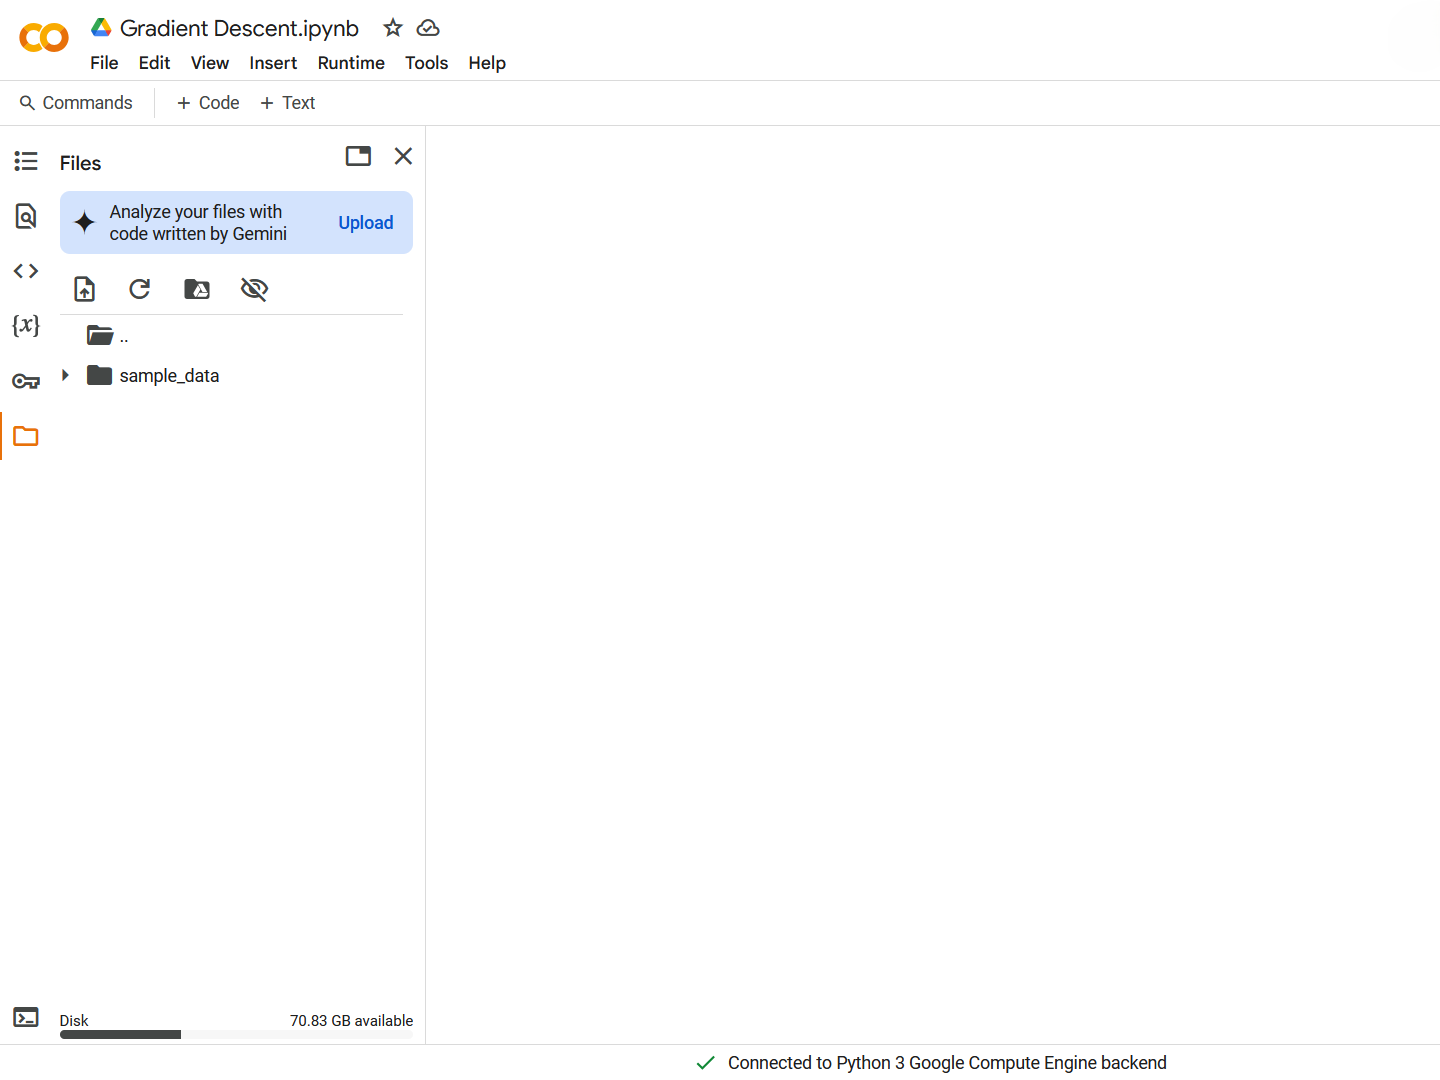 Gradient Descent.ipynb
File Edit View Insert Runtime Tools Help
Commands + Code + Text
Files
Analyze your files with
code written by Gemini
Upload
..
sample_data
{x}
Disk 70.83 GB available
Connected to Python 3 Google Compute Engine backend